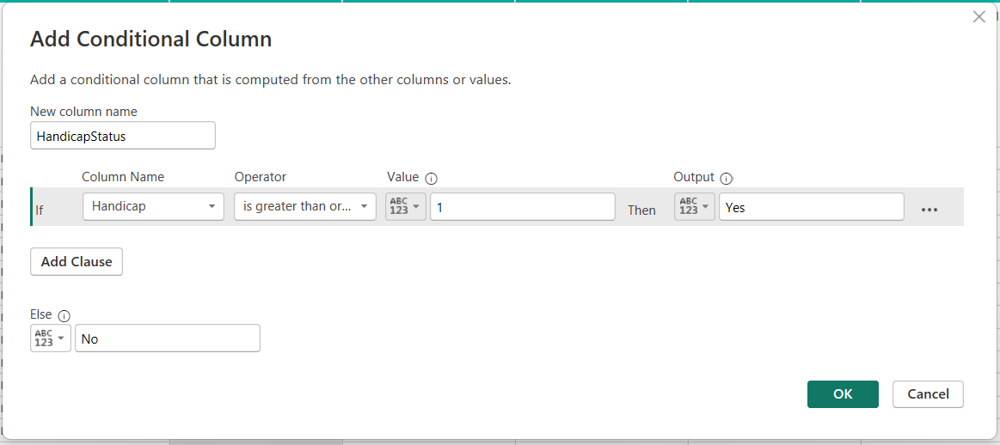 Add Conditional Column
Add a conditional column that is computed from the other columns or values.
New column name
HandicapStatus
Column Name Operator Value Output
If Handicap is greater than or... ABC 123 1 Then ABC 123 Yes ...
Add Clause
Else
ABC 123 No
OK Cancel